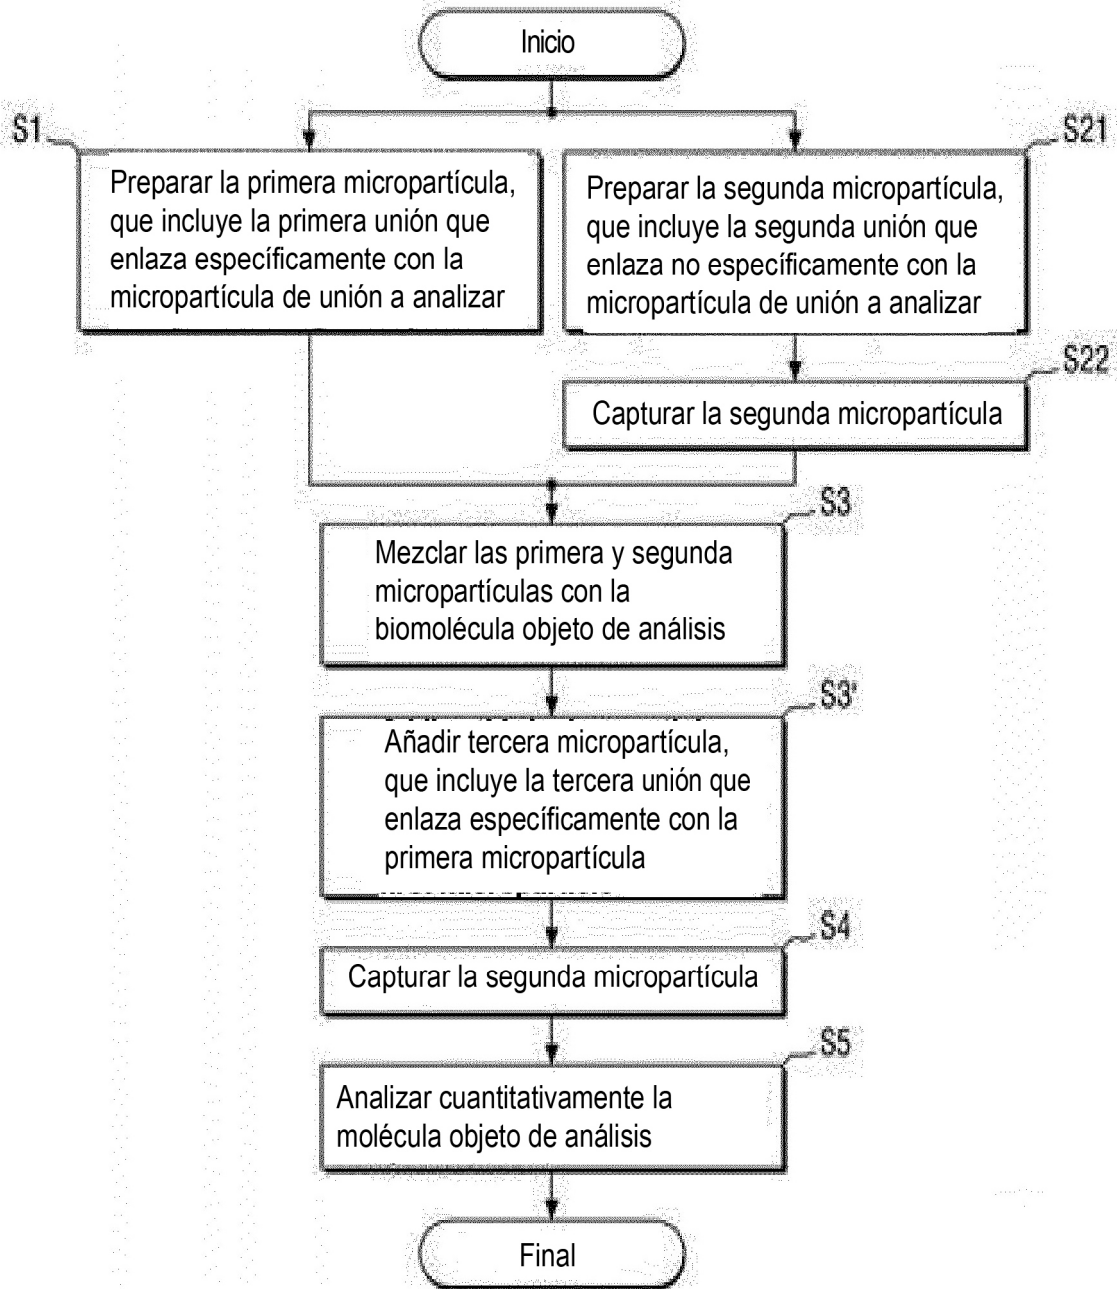 Inicio
S1
Preparar la primera micropartícula,
que incluye la primera unión que
enlaza específicamente con la
micropartícula de unión a analizar
S21
Preparar la segunda micropartícula,
que incluye la segunda unión que
enlaza no específicamente con la
micropartícula de unión a analizar
S22
Capturar la segunda micropartícula
S3
Mezclar las primera y segunda
micropartículas con la
biomolécula objeto de análisis
S3'
Añadir tercera micropartícula,
que incluye la tercera unión que
enlaza específicamente con la
primera micropartícula
S4
Capturar la segunda micropartícula
S5
Analizar cuantitativamente la
molécula objeto de análisis
Final